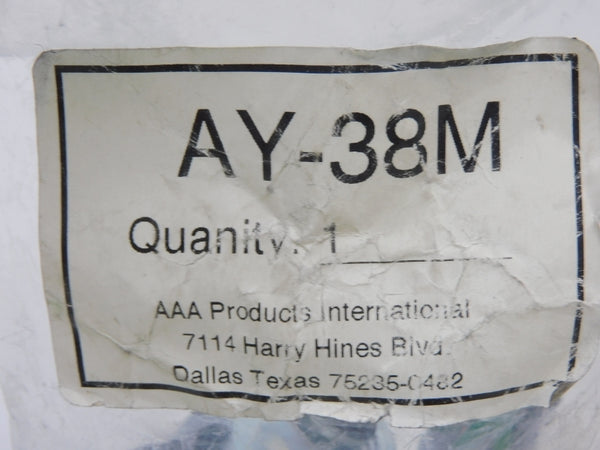 AY-38M
Quanity: 1
AAA Products International
7114 Harry Hines Blvd.
Dallas Texas 75235-0482